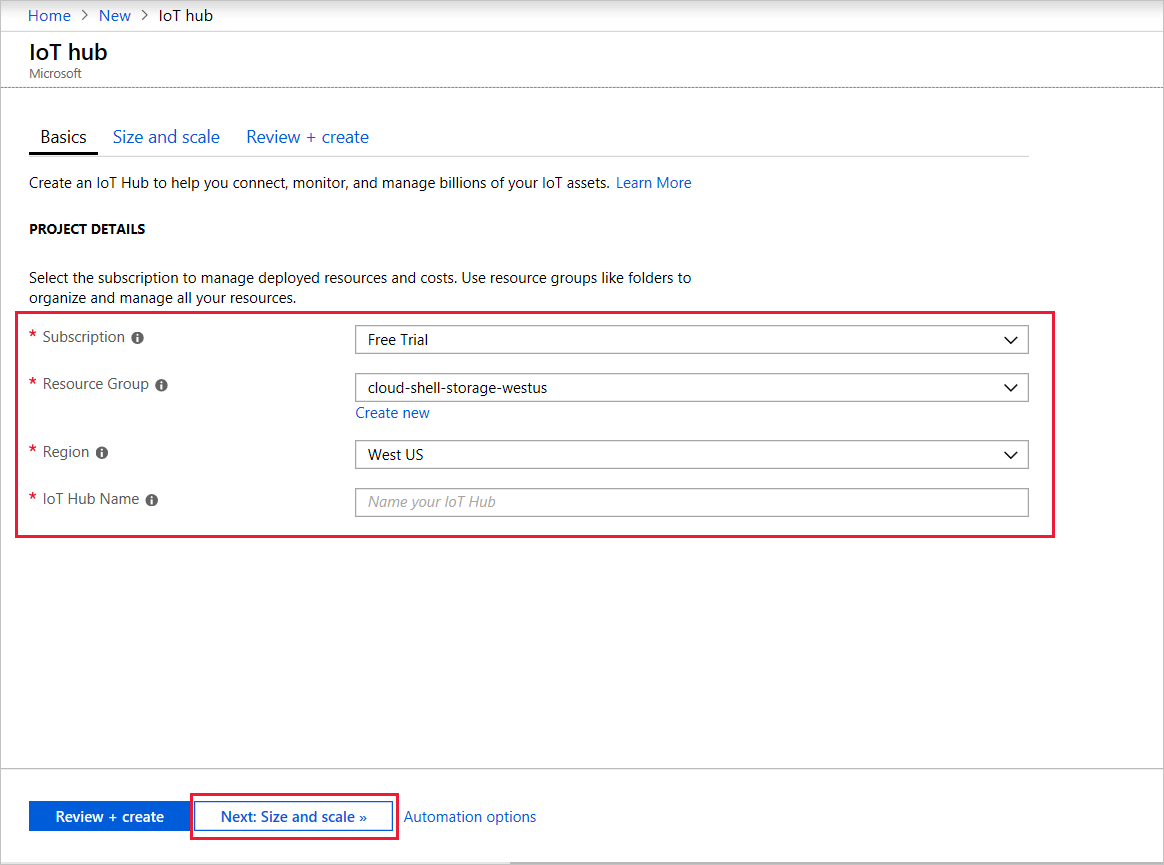 Home > New > IoT hub
IoT hub
Microsoft
Basics Size and scale Review + create
Create an IoT Hub to help you connect, monitor, and manage billions of your IoT assets. Learn More
PROJECT DETAILS
Select the subscription to manage deployed resources and costs. Use resource groups like folders to
organize and manage all your resources.
* Subscription Free Trial
* Resource Group cloud-shell-storage-westus
Create new
* Region West US
* IoT Hub Name Name your IoT Hub
Review + create Next: Size and scale » Automation options